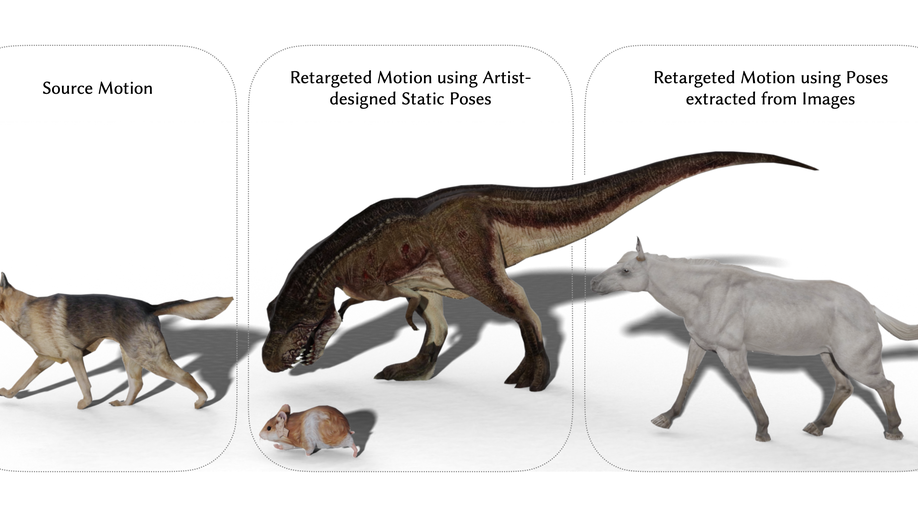 Source Motion
Retargeted Motion using Artist-
designed Static Poses
Retargeted Motion using Poses
extracted from Images